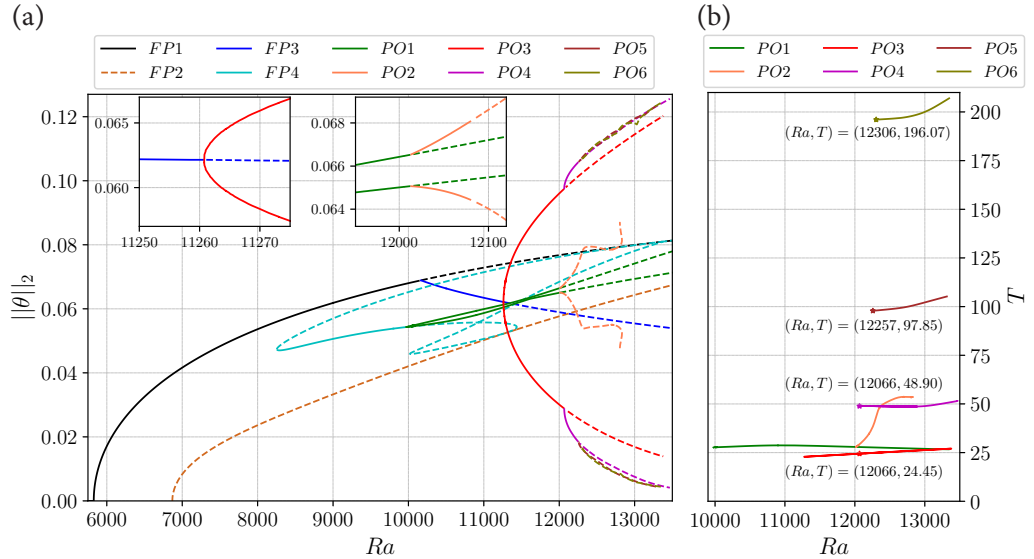 (a)
(b)
FP1 FP3 PO1 PO3 PO5
FP2 FP4 PO2 PO4 PO6
PO1 PO3 PO5
PO2 PO4 PO6
0.12
0.10
0.08
0.06
0.04
0.02
0.00
||θ||₂
6000 7000 8000 9000 10000 11000 12000 13000
Ra
0.065
0.060
11250 11260 11270
0.068
0.066
0.064
12000 12100
200
175
150
125
100
75
50
25
0
T
(Ra, T) = (12306, 196.07)
(Ra, T) = (12257, 97.85)
(Ra, T) = (12066, 48.90)
(Ra, T) = (12066, 24.45)
10000 11000 12000 13000
Ra